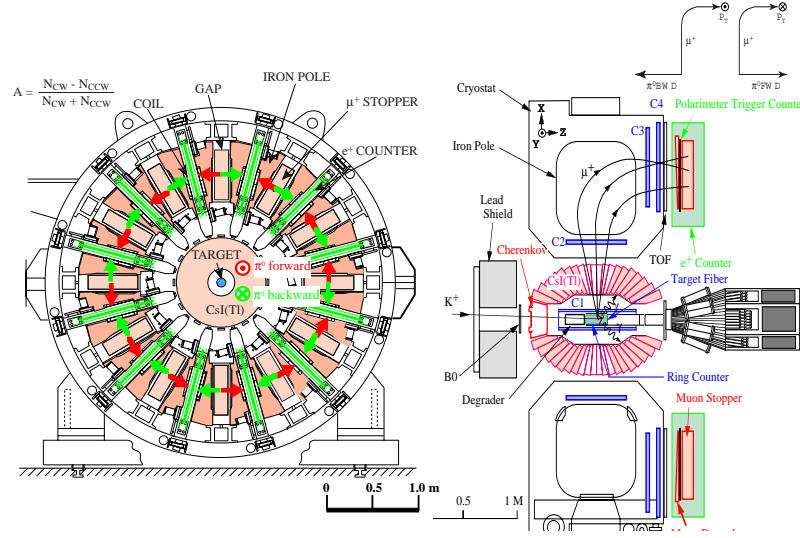 A = N_CW - N_CCW / N_CW + N_CCW
COIL
GAP
IRON POLE
μ+ STOPPER
e+ COUNTER
TARGET
π0 forward
π0 backward
CsI(Tl)
0 0.5 1.0 m
P_T
P_T
μ+
μ+
π0BW D
π0FW D
Cryostat
C4
Polarimeter Trigger Counte
X
Z
Y
C3
Iron Pole
μ+
Lead
Shield
C2
TOF
e+ Counter
Cherenkov
CsI(Tl)
Target Fiber
C1
K+
γ
B0
Ring Counter
Degrader
Muon Stopper
0.5 1 M